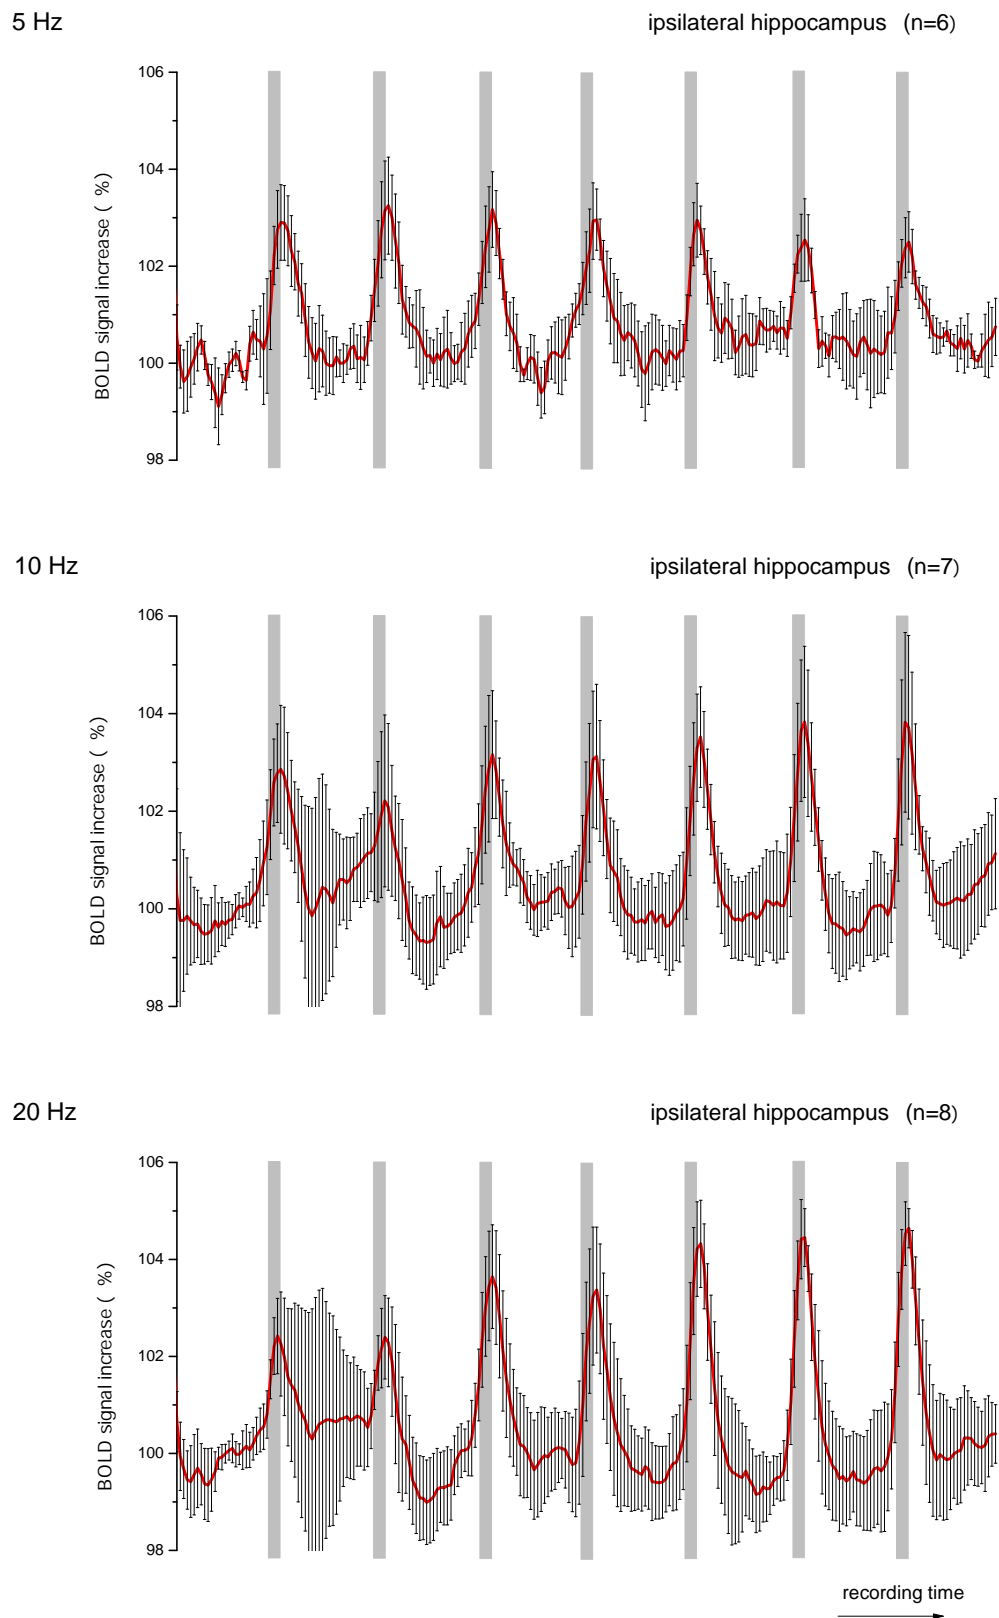 5 Hz ipsilateral hippocampus (n=6)
106
104
102
100
98
BOLD signal increase ( %)
10 Hz ipsilateral hippocampus (n=7)
106
104
102
100
98
BOLD signal increase ( %)
20 Hz ipsilateral hippocampus (n=8)
106
104
102
100
98
BOLD signal increase ( %)
recording time